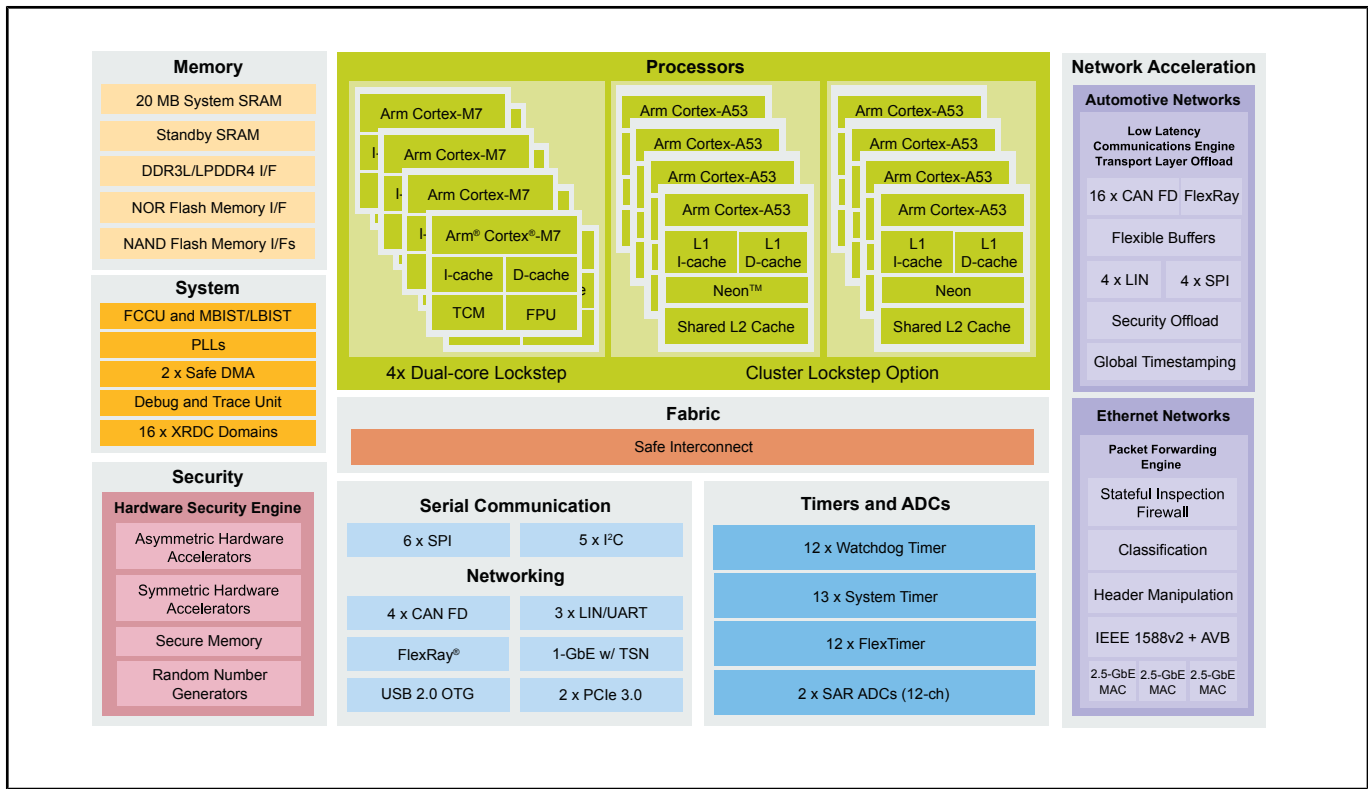 Memory
20 MB System SRAM
Standby SRAM
DDR3L/LPDDR4 I/F
NOR Flash Memory I/F
NAND Flash Memory I/Fs
System
FCCU and MBIST/LBIST
PLLs
2 x Safe DMA
Debug and Trace Unit
16 x XRDC Domains
Security
Hardware Security Engine
Asymmetric Hardware
Accelerators
Symmetric Hardware
Accelerators
Secure Memory
Random Number
Generators
Processors
Arm Cortex-M7
I-
Arm Cortex-M7
I-
Arm Cortex-M7
I-
Arm® Cortex®-M7
I-cache D-cache
e
TCM FPU
4x Dual-core Lockstep
Arm Cortex-A53
Arm Cortex-A53
Arm Cortex-A53
Arm Cortex-A53
L1
I-cache
L1
D-cache
Neon™
Shared L2 Cache
Arm Cortex-A53
Arm Cortex-A53
Arm Cortex-A53
Arm Cortex-A53
L1
I-cache
L1
D-cache
Neon
Shared L2 Cache
Cluster Lockstep Option
Fabric
Safe Interconnect
Serial Communication
6 x SPI 5 x I²C
Networking
4 x CAN FD 3 x LIN/UART
FlexRay® 1-GbE w/ TSN
USB 2.0 OTG 2 x PCIe 3.0
Timers and ADCs
12 x Watchdog Timer
13 x System Timer
12 x FlexTimer
2 x SAR ADCs (12-ch)
Network Acceleration
Automotive Networks
Low Latency
Communications Engine
Transport Layer Offload
16 x CAN FD FlexRay
Flexible Buffers
4 x LIN 4 x SPI
Security Offload
Global Timestamping
Ethernet Networks
Packet Forwarding
Engine
Stateful Inspection
Firewall
Classification
Header Manipulation
IEEE 1588v2 + AVB
2.5-GbE
MAC
2.5-GbE
MAC
2.5-GbE
MAC